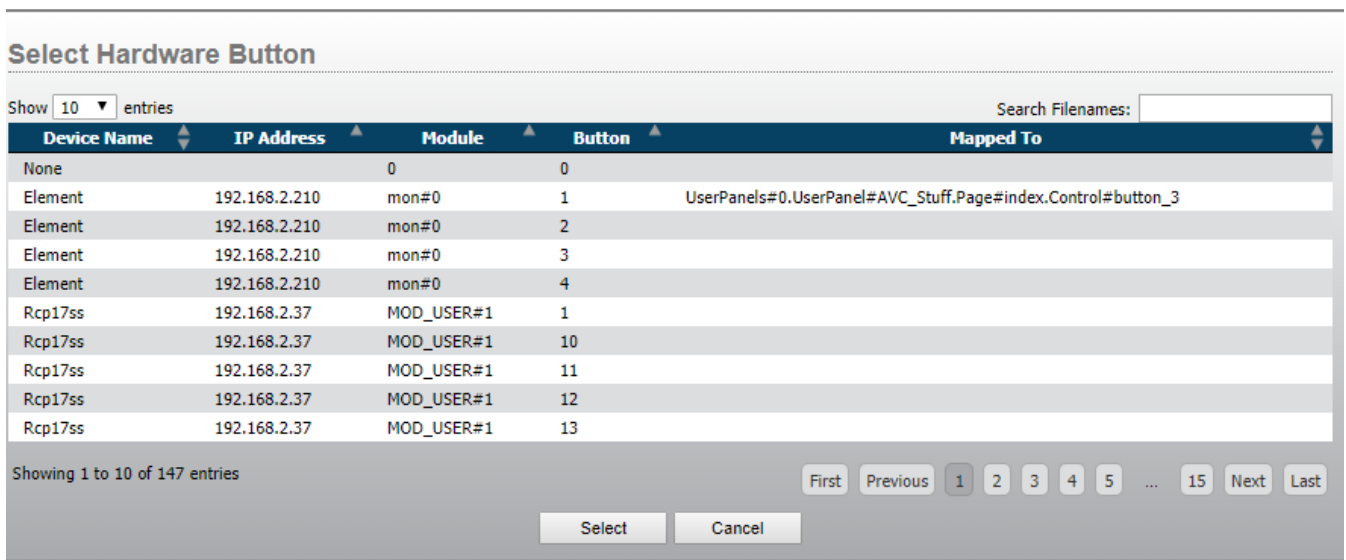 Select Hardware Button
Show 10 entries Search Filenames:
Device Name IP Address Module Button Mapped To
None 0 0
Element 192.168.2.210 mon#0 1 UserPanels#0.UserPanel#AVC_Stuff.Page#index.Control#button_3
Element 192.168.2.210 mon#0 2
Element 192.168.2.210 mon#0 3
Element 192.168.2.210 mon#0 4
Rcp17ss 192.168.2.37 MOD_USER#1 1
Rcp17ss 192.168.2.37 MOD_USER#1 10
Rcp17ss 192.168.2.37 MOD_USER#1 11
Rcp17ss 192.168.2.37 MOD_USER#1 12
Rcp17ss 192.168.2.37 MOD_USER#1 13
Showing 1 to 10 of 147 entries First Previous 1 2 3 4 5 ... 15 Next Last
Select Cancel